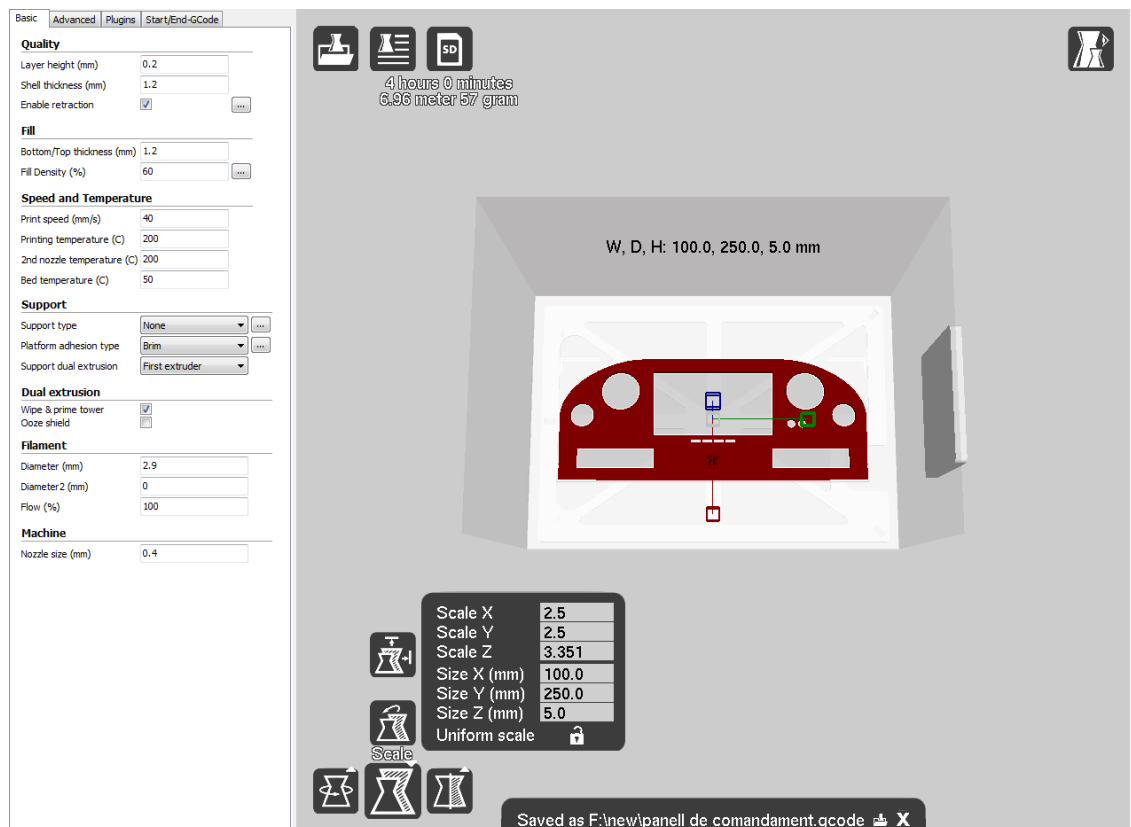 Basic Advanced Plugins Start/End-GCode
Quality
Layer height (mm) 0.2
Shell thickness (mm) 1.2
Enable retraction ...
Fill
Bottom/Top thickness (mm) 1.2
Fill Density (%) 60 ...
Speed and Temperature
Print speed (mm/s) 40
Printing temperature (C) 200
2nd nozzle temperature (C) 200
Bed temperature (C) 50
Support
Support type None ...
Platform adhesion type Brim ...
Support dual extrusion First extruder
Dual extrusion
Wipe & prime tower
Ooze shield
Filament
Diameter (mm) 2.9
Diameter2 (mm) 0
Flow (%) 100
Machine
Nozzle size (mm) 0.4
SD
4 hours 0 minutes
6.96 meter 57 gram
W, D, H: 100.0, 250.0, 5.0 mm
Scale X 2.5
Scale Y 2.5
Scale Z 3.351
Size X (mm) 100.0
Size Y (mm) 250.0
Size Z (mm) 5.0
Uniform scale
Scale
Saved as F:\new\panell de comandament.gcode X